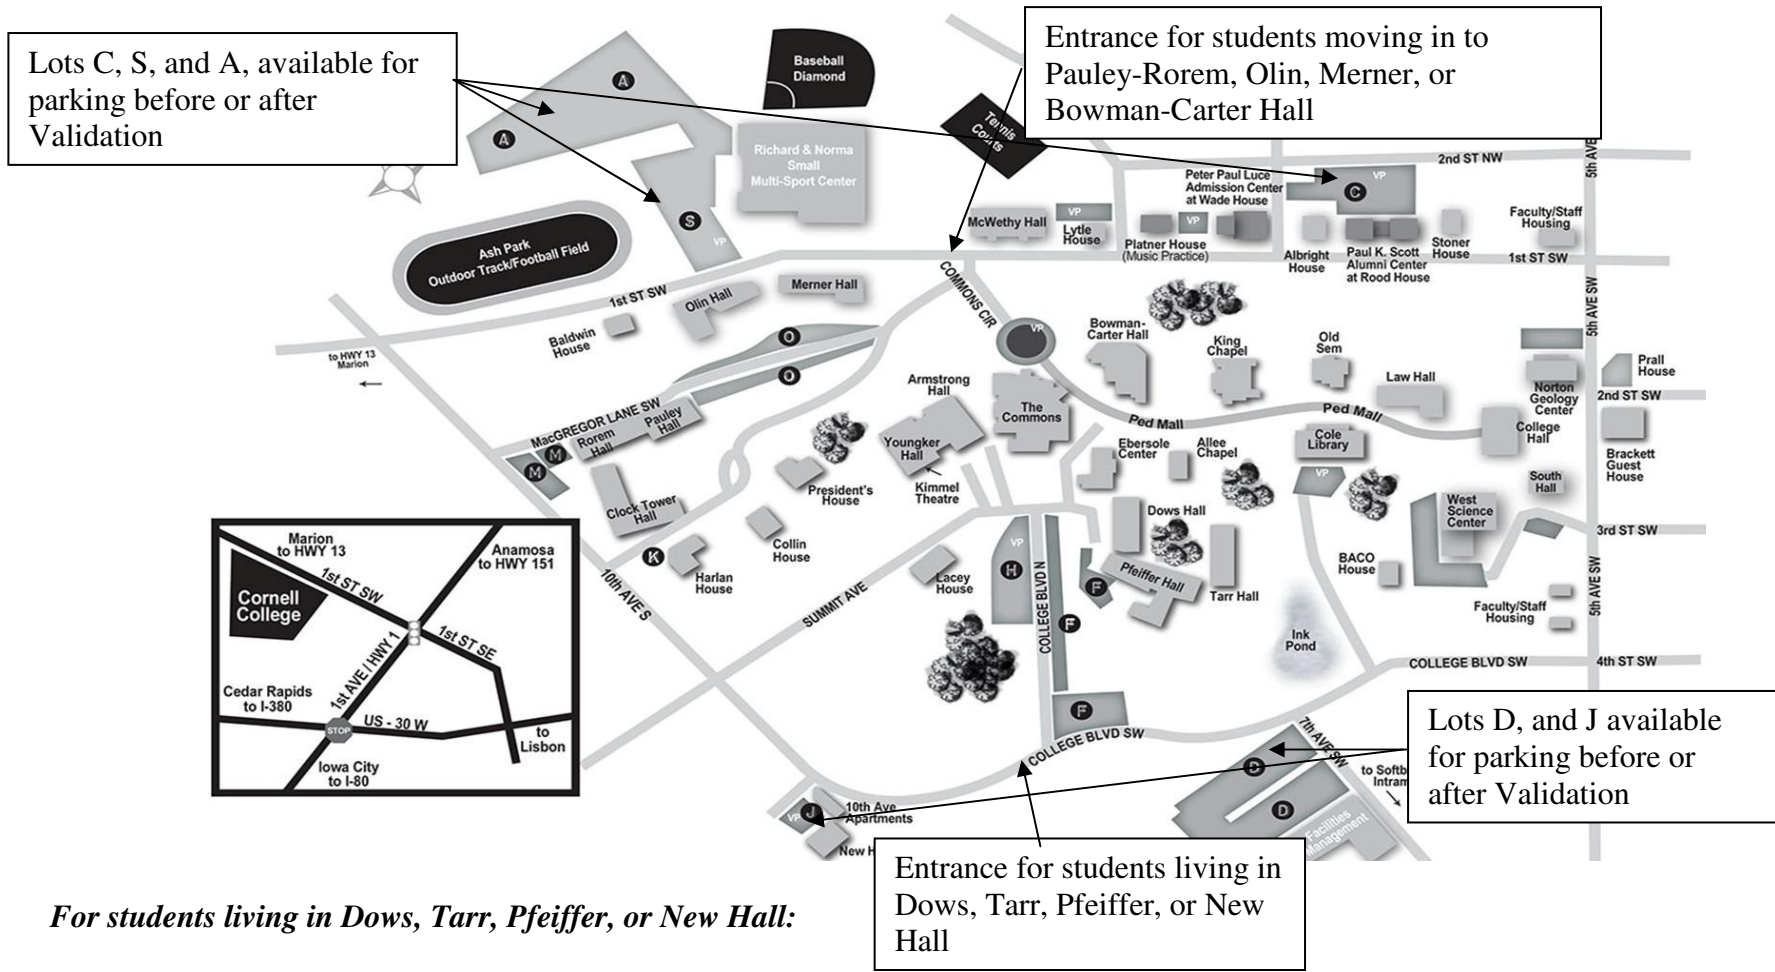 Lots C, S, and A, available for
parking before or after
Validation
Entrance for students moving in to
Pauley-Rorem, Olin, Merner, or
Bowman-Carter Hall
Baseball
Diamond
Tennis
Courts
A
A
Richard & Norma
Small
Multi-Sport Center
S
VP
Ash Park
Outdoor Track/Football Field
2nd ST NW
5th AVE
Peter Paul Luce
Admission Center
at Wade House
VP
C
McWethy Hall
VP
Lytle
House
VP
Platner House
(Music Practice)
Albright
House
Paul K. Scott
Alumni Center
at Rood House
Stoner
House
Faculty/Staff
Housing
1st ST SW
1st ST SW
COMMONS CIR
5th AVE SW
Merner Hall
Olin Hall
Baldwin
House
to HWY 13
Marion
O
O
VP
Bowman-
Carter Hall
King
Chapel
Old
Sem
Law Hall
Norton
Geology
Center
Prall
House
2nd ST SW
Armstrong
Hall
The
Commons
Ped Mall
Ped Mall
College
Hall
Brackett
Guest
House
MacGREGOR LANE SW
Rorem
Hall
Pauley
Hall
M
M
Youngker
Hall
Kimmel
Theatre
Ebersole
Center
Allee
Chapel
Cole
Library
VP
President's
House
Clock Tower
Hall
Collin
House
K
Harlan
House
Dows Hall
West
Science
Center
South
Hall
3rd ST SW
10th AVE S
SUMMIT AVE
Lacey
House
VP
H
COLLEGE BLVD N
F
F
F
Pfeiffer Hall
Tarr Hall
BACO
House
Faculty/Staff
Housing
5th AVE SW
Ink
Pond
COLLEGE BLVD SW
4th ST SW
Marion
to HWY 13
Anamosa
to HWY 151
1st ST SW
Cornell
College
1st ST SE
1st AVE / HWY 1
Cedar Rapids
to I-380
US - 30 W
STOP
to
Lisbon
Iowa City
to I-80
COLLEGE BLVD SW
7th AVE SW
D
D
Facilities
Management
J
VP
10th Ave
Apartments
Lots D, and J available
for parking before or
after Validation
Entrance for students living in
Dows, Tarr, Pfeiffer, or New
Hall
For students living in Dows, Tarr, Pfeiffer, or New Hall: